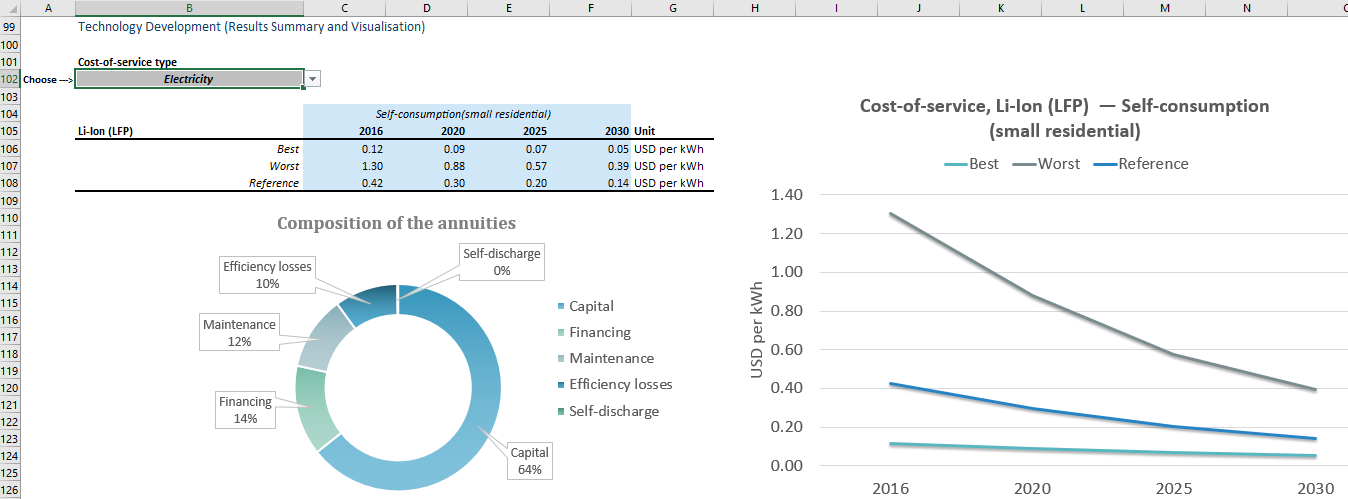 A B C D E F G H I J K L M N
99 Technology Development (Results Summary and Visualisation)
100
101 Cost-of-service type
102 Choose ---> Electricity
103
104 Self-consumption(small residential)
105 Li-Ion (LFP) 2016 2020 2025 2030 Unit
106 Best 0.12 0.09 0.07 0.05 USD per kWh
107 Worst 1.30 0.88 0.57 0.39 USD per kWh
108 Reference 0.42 0.30 0.20 0.14 USD per kWh
109
110
111
112
113
114
115
116
117
118
119
120
121
122
123
124
125
126
Composition of the annuities
Self-discharge
0%
Efficiency losses
10%
Maintenance
12%
Financing
14%
Capital
64%
Capital
Financing
Maintenance
Efficiency losses
Self-discharge
Cost-of-service, Li-Ion (LFP) — Self-consumption
(small residential)
Best Worst Reference
USD per kWh
1.40
1.20
1.00
0.80
0.60
0.40
0.20
0.00
2016 2020 2025 2030